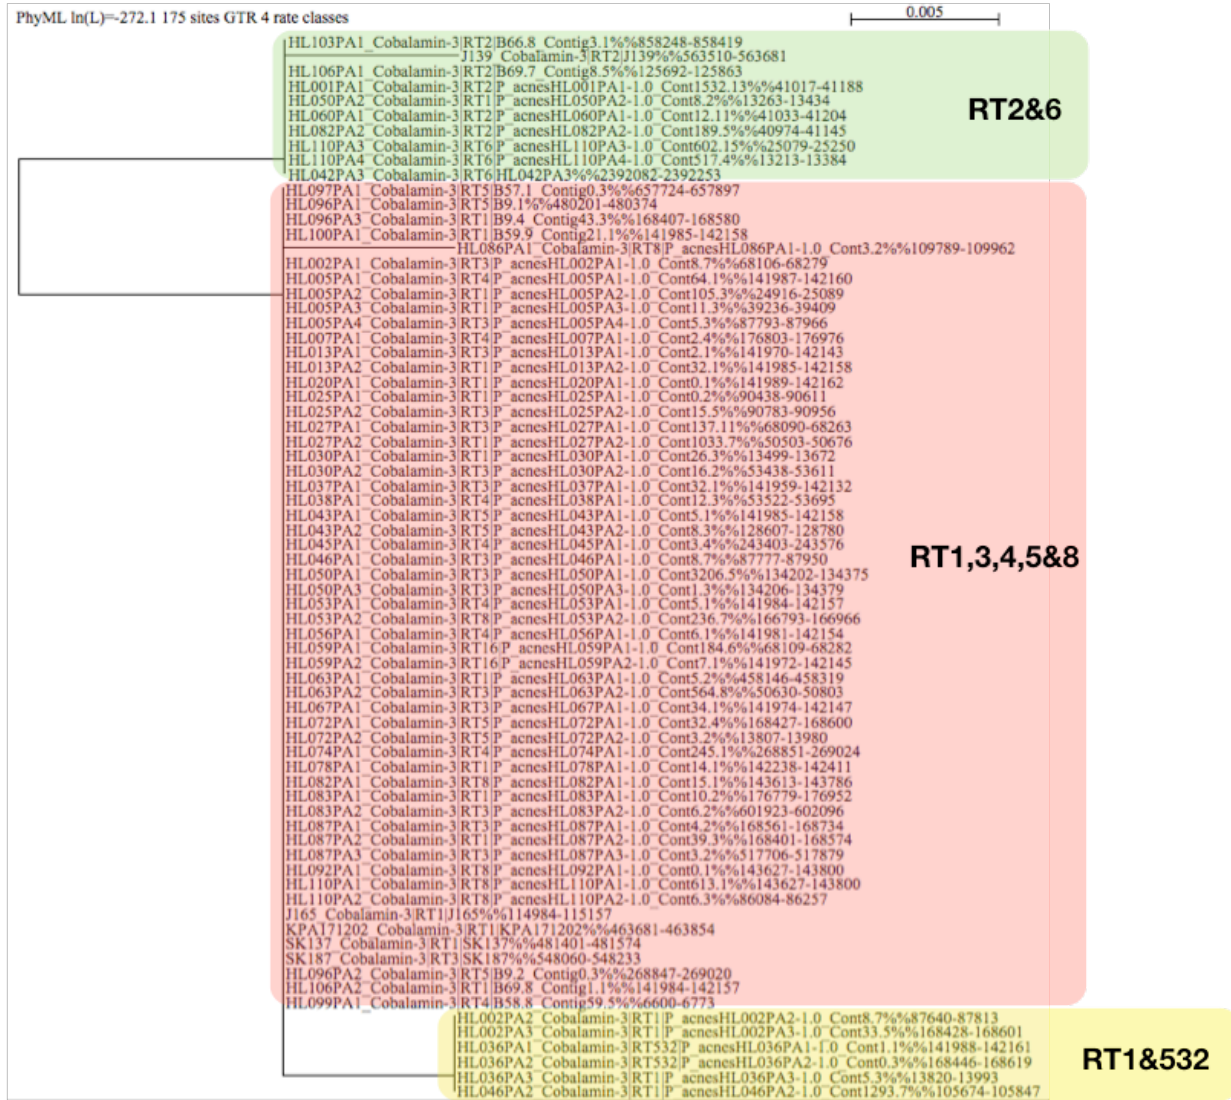 PhyML ln(L)=-272.1 175 sites GTR 4 rate classes
0.005
HL103PA1_Cobalamin-3|RT2|B66.8_Contig3.1%%858248-858419
J139_Cobalamin-3|RT2|J139%%563510-563681
HL106PA1_Cobalamin-3|RT2|B69.7_Contig8.5%%125692-125863
HL001PA1_Cobalamin-3|RT2|P_acnesHL001PA1-1.0_Cont1532.13%%41017-41188
HL050PA2_Cobalamin-3|RT1|P_acnesHL050PA2-1.0_Cont8.2%%13263-13434
HL060PA1_Cobalamin-3|RT2|P_acnesHL060PA1-1.0_Cont12.11%%41033-41204
HL082PA2_Cobalamin-3|RT2|P_acnesHL082PA2-1.0_Cont189.5%%40974-41145
HL110PA3_Cobalamin-3|RT6|P_acnesHL110PA3-1.0_Cont602.15%%25079-25250
HL110PA4_Cobalamin-3|RT6|P_acnesHL110PA4-1.0_Cont517.4%%13213-13384
HL042PA3_Cobalamin-3|RT6|HL042PA3%%2392082-2392253
RT2&6
HL097PA1_Cobalamin-3|RT5|B57.1_Contig0.3%%657724-657897
HL096PA1_Cobalamin-3|RT5|B9.1%%480201-480374
HL096PA3_Cobalamin-3|RT1|B9.4_Contig43.3%%168407-168580
HL100PA1_Cobalamin-3|RT1|B59.9_Contig21.1%%141985-142158
HL086PA1_Cobalamin-3|RT8|P_acnesHL086PA1-1.0_Cont3.2%%109789-109962
HL002PA1_Cobalamin-3|RT3|P_acnesHL002PA1-1.0_Cont8.7%%68106-68279
HL005PA1_Cobalamin-3|RT4|P_acnesHL005PA1-1.0_Cont64.1%%141987-142160
HL005PA2_Cobalamin-3|RT1|P_acnesHL005PA2-1.0_Cont105.3%%24916-25089
HL005PA3_Cobalamin-3|RT1|P_acnesHL005PA3-1.0_Cont11.3%%39236-39409
HL005PA4_Cobalamin-3|RT3|P_acnesHL005PA4-1.0_Cont5.3%%87793-87966
HL007PA1_Cobalamin-3|RT4|P_acnesHL007PA1-1.0_Cont2.4%%176803-176976
HL013PA1_Cobalamin-3|RT3|P_acnesHL013PA1-1.0_Cont2.1%%141970-142143
HL013PA2_Cobalamin-3|RT1|P_acnesHL013PA2-1.0_Cont32.1%%141985-142158
HL020PA1_Cobalamin-3|RT1|P_acnesHL020PA1-1.0_Cont0.1%%141989-142162
HL025PA1_Cobalamin-3|RT1|P_acnesHL025PA1-1.0_Cont0.2%%90438-90611
HL025PA2_Cobalamin-3|RT3|P_acnesHL025PA2-1.0_Cont15.5%%90783-90956
HL027PA1_Cobalamin-3|RT3|P_acnesHL027PA1-1.0_Cont137.11%%68090-68263
HL027PA2_Cobalamin-3|RT1|P_acnesHL027PA2-1.0_Cont1033.7%%50503-50676
HL030PA1_Cobalamin-3|RT1|P_acnesHL030PA1-1.0_Cont26.3%%13499-13672
HL030PA2_Cobalamin-3|RT3|P_acnesHL030PA2-1.0_Cont16.2%%53438-53611
HL037PA1_Cobalamin-3|RT3|P_acnesHL037PA1-1.0_Cont32.1%%141959-142132
HL038PA1_Cobalamin-3|RT4|P_acnesHL038PA1-1.0_Cont12.3%%53522-53695
HL043PA1_Cobalamin-3|RT5|P_acnesHL043PA1-1.0_Cont5.1%%141985-142158
HL043PA2_Cobalamin-3|RT5|P_acnesHL043PA2-1.0_Cont8.3%%128607-128780
HL045PA1_Cobalamin-3|RT4|P_acnesHL045PA1-1.0_Cont3.4%%243403-243576
HL046PA1_Cobalamin-3|RT3|P_acnesHL046PA1-1.0_Cont8.7%%87777-87950
HL050PA1_Cobalamin-3|RT3|P_acnesHL050PA1-1.0_Cont3206.5%%134202-134375
HL050PA3_Cobalamin-3|RT3|P_acnesHL050PA3-1.0_Cont1.3%%134206-134379
HL053PA1_Cobalamin-3|RT4|P_acnesHL053PA1-1.0_Cont5.1%%141984-142157
HL053PA2_Cobalamin-3|RT8|P_acnesHL053PA2-1.0_Cont236.7%%166793-166966
HL056PA1_Cobalamin-3|RT4|P_acnesHL056PA1-1.0_Cont6.1%%141981-142154
HL059PA1_Cobalamin-3|RT16|P_acnesHL059PA1-1.0_Cont184.6%%68109-68282
HL059PA2_Cobalamin-3|RT16|P_acnesHL059PA2-1.0_Cont7.1%%141972-142145
HL063PA1_Cobalamin-3|RT1|P_acnesHL063PA1-1.0_Cont5.2%%458146-458319
HL063PA2_Cobalamin-3|RT3|P_acnesHL063PA2-1.0_Cont564.8%%50630-50803
HL067PA1_Cobalamin-3|RT3|P_acnesHL067PA1-1.0_Cont34.1%%141974-142147
HL072PA1_Cobalamin-3|RT5|P_acnesHL072PA1-1.0_Cont32.4%%168427-168600
HL072PA2_Cobalamin-3|RT5|P_acnesHL072PA2-1.0_Cont3.2%%13807-13980
HL074PA1_Cobalamin-3|RT4|P_acnesHL074PA1-1.0_Cont245.1%%268851-269024
HL078PA1_Cobalamin-3|RT1|P_acnesHL078PA1-1.0_Cont14.1%%142238-142411
HL082PA1_Cobalamin-3|RT8|P_acnesHL082PA1-1.0_Cont15.1%%143613-143786
HL083PA1_Cobalamin-3|RT1|P_acnesHL083PA1-1.0_Cont10.2%%176779-176952
HL083PA2_Cobalamin-3|RT3|P_acnesHL083PA2-1.0_Cont6.2%%601923-602096
HL087PA1_Cobalamin-3|RT3|P_acnesHL087PA1-1.0_Cont4.2%%168561-168734
HL087PA2_Cobalamin-3|RT1|P_acnesHL087PA2-1.0_Cont39.3%%168401-168574
HL087PA3_Cobalamin-3|RT3|P_acnesHL087PA3-1.0_Cont3.2%%517706-517879
HL092PA1_Cobalamin-3|RT8|P_acnesHL092PA1-1.0_Cont0.1%%143627-143800
HL110PA1_Cobalamin-3|RT8|P_acnesHL110PA1-1.0_Cont613.1%%143627-143800
HL110PA2_Cobalamin-3|RT8|P_acnesHL110PA2-1.0_Cont6.3%%86084-86257
J165_Cobalamin-3|RT1|J165%%114984-115157
KPA171202_Cobalamin-3|RT1|KPA171202%%463681-463854
SK137_Cobalamin-3|RT1|SK137%%481401-481574
SK187_Cobalamin-3|RT3|SK187%%548060-548233
HL096PA2_Cobalamin-3|RT5|B9.2_Contig0.3%%268847-269020
HL106PA2_Cobalamin-3|RT1|B69.8_Contig1.1%%141984-142157
HL099PA1_Cobalamin-3|RT4|B58.8_Contig59.5%%6600-6773
RT1,3,4,5&8
HL002PA2_Cobalamin-3|RT1|P_acnesHL002PA2-1.0_Cont8.7%%87640-87813
HL002PA3_Cobalamin-3|RT1|P_acnesHL002PA3-1.0_Cont33.5%%168428-168601
HL036PA1_Cobalamin-3|RT532|P_acnesHL036PA1-1.0_Cont1.1%%141988-142161
HL036PA2_Cobalamin-3|RT532|P_acnesHL036PA2-1.0_Cont0.3%%168446-168619
HL036PA3_Cobalamin-3|RT1|P_acnesHL036PA3-1.0_Cont5.3%%13820-13993
HL046PA2_Cobalamin-3|RT1|P_acnesHL046PA2-1.0_Cont1293.7%%105674-105847
RT1&532